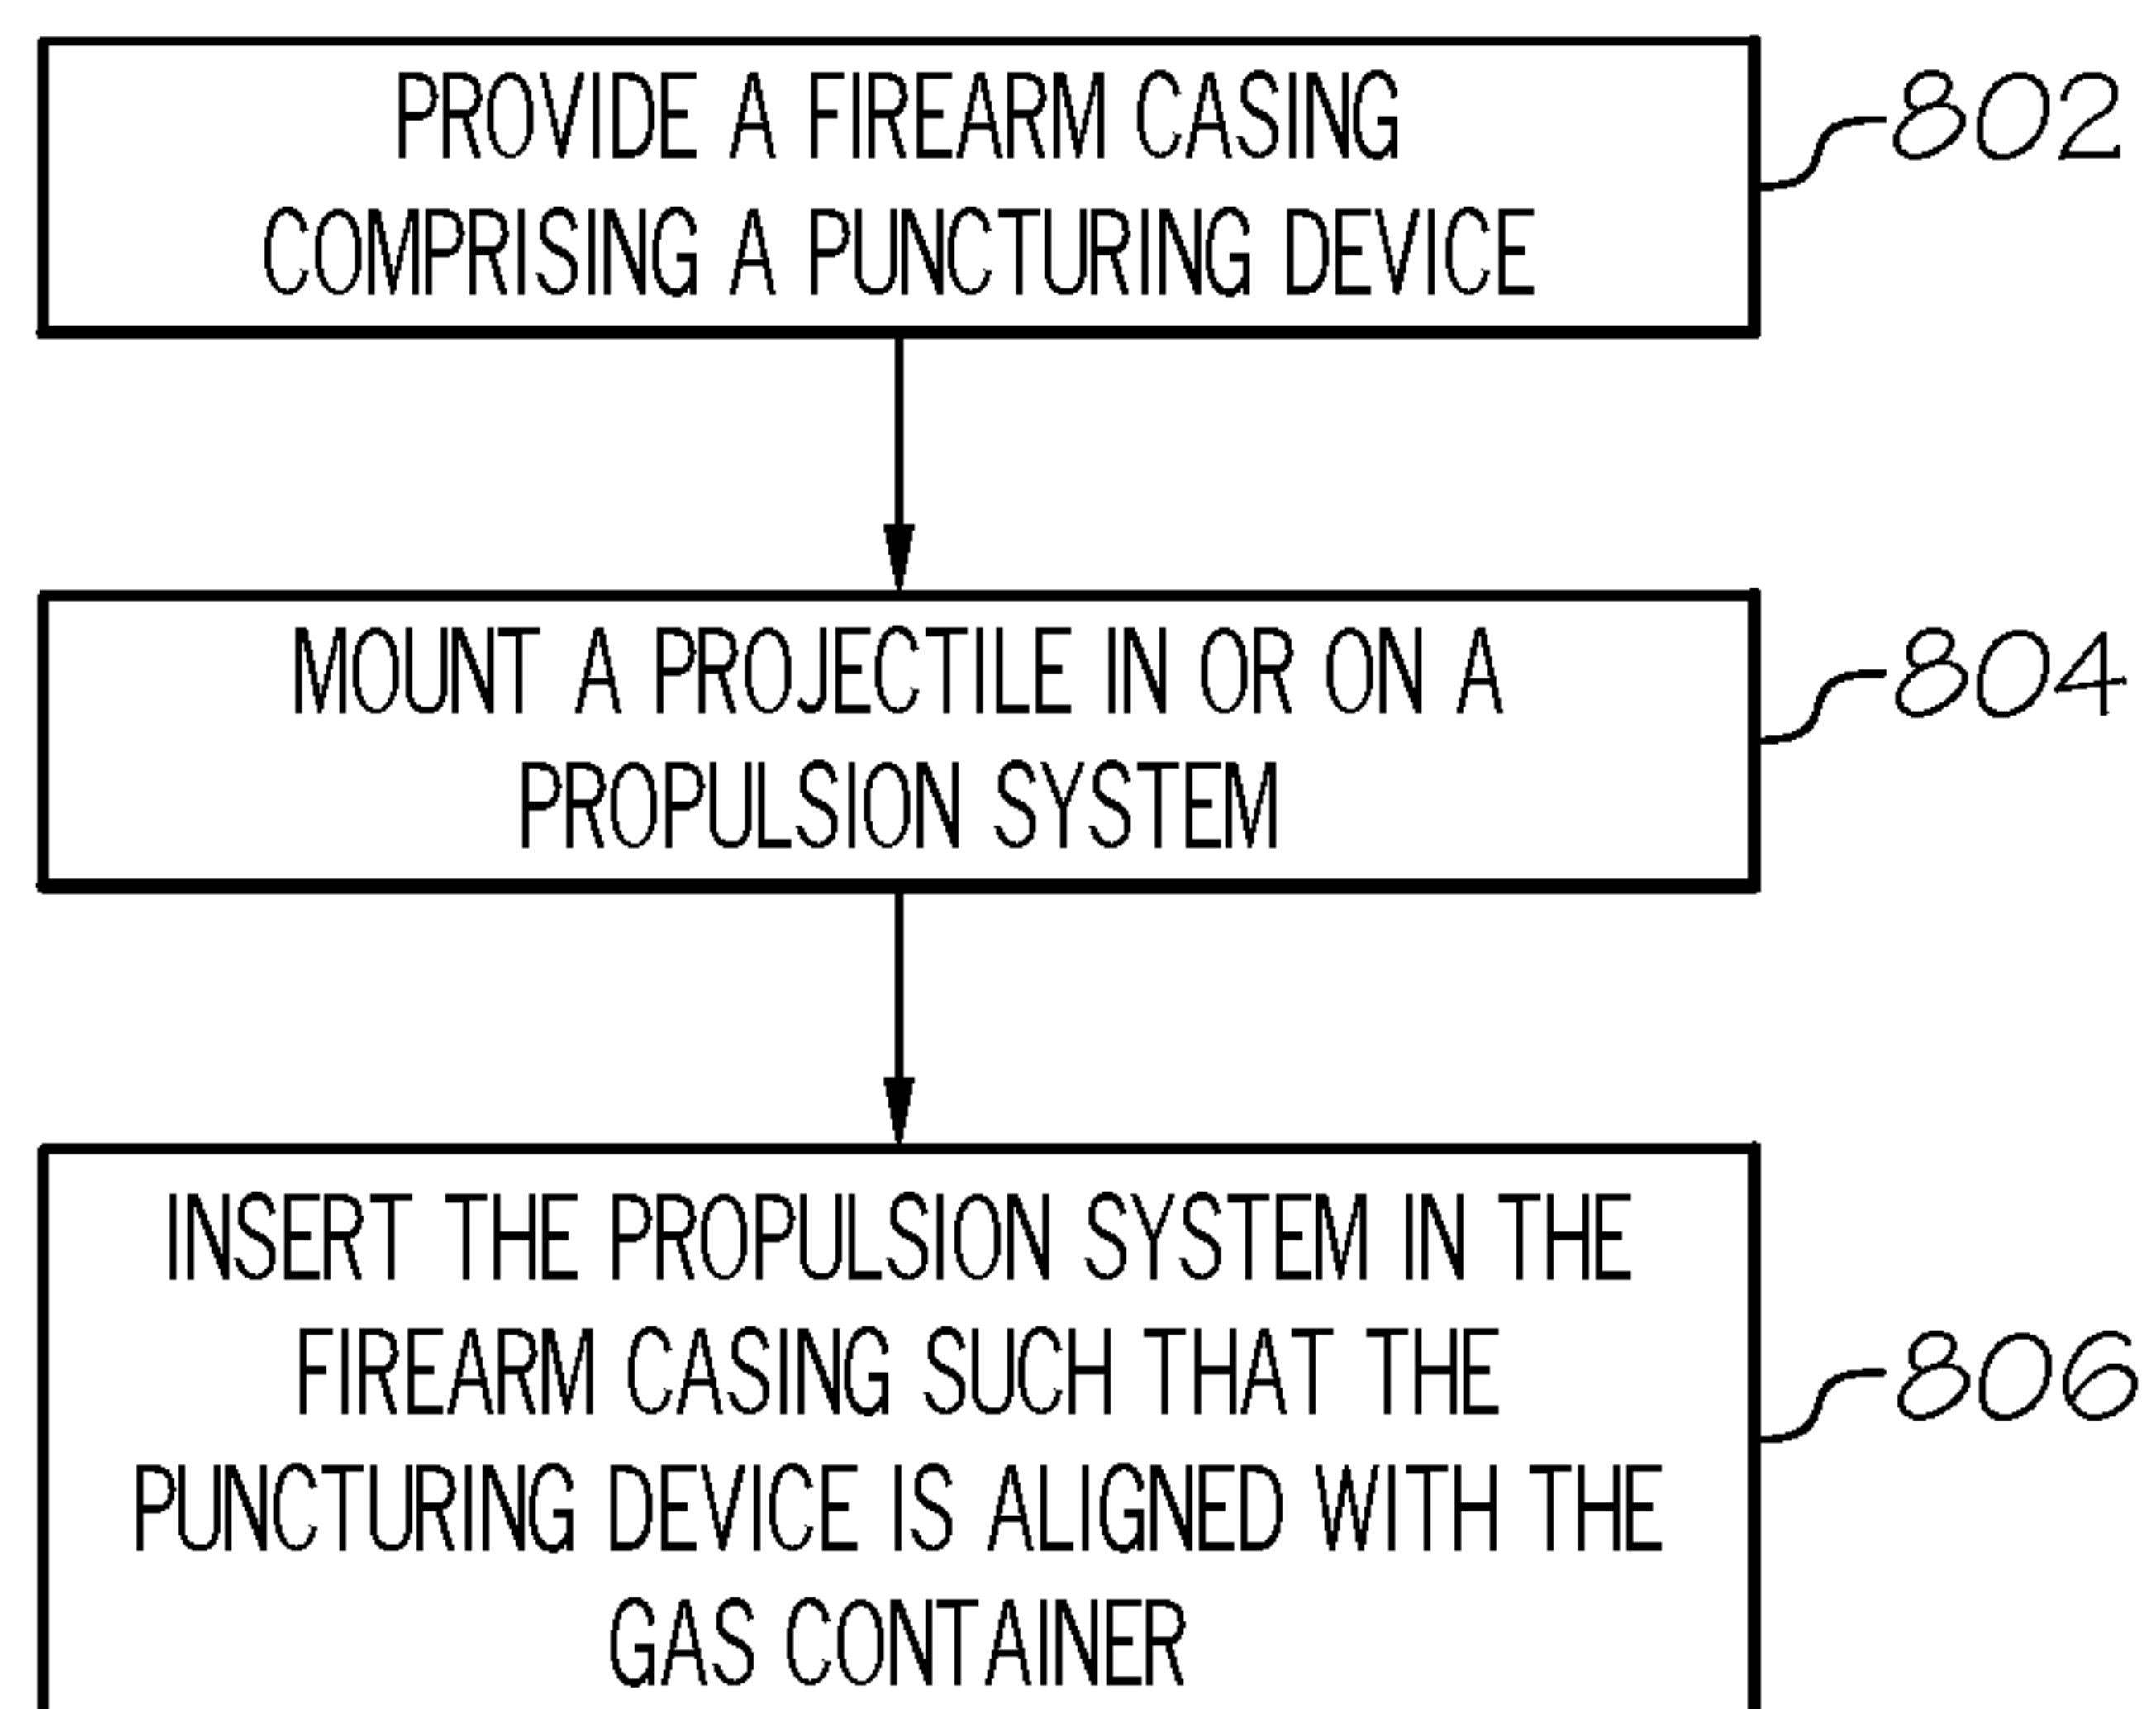 PROVIDE A FIREARM CASING
COMPRISING A PUNCTURING DEVICE
802
MOUNT A PROJECTILE IN OR ON A
PROPULSION SYSTEM
804
INSERT THE PROPULSION SYSTEM IN THE
FIREARM CASING SUCH THAT THE
PUNCTURING DEVICE IS ALIGNED WITH THE
GAS CONTAINER
806